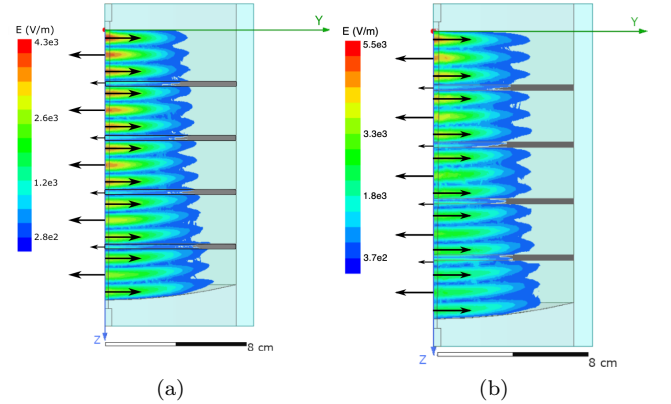 Y
E (V/m)
4.3e3
2.6e3
1.2e3
2.8e2
Z
8 cm
(a)
Y
E (V/m)
5.5e3
3.3e3
1.8e3
3.7e2
Z
8 cm
(b)